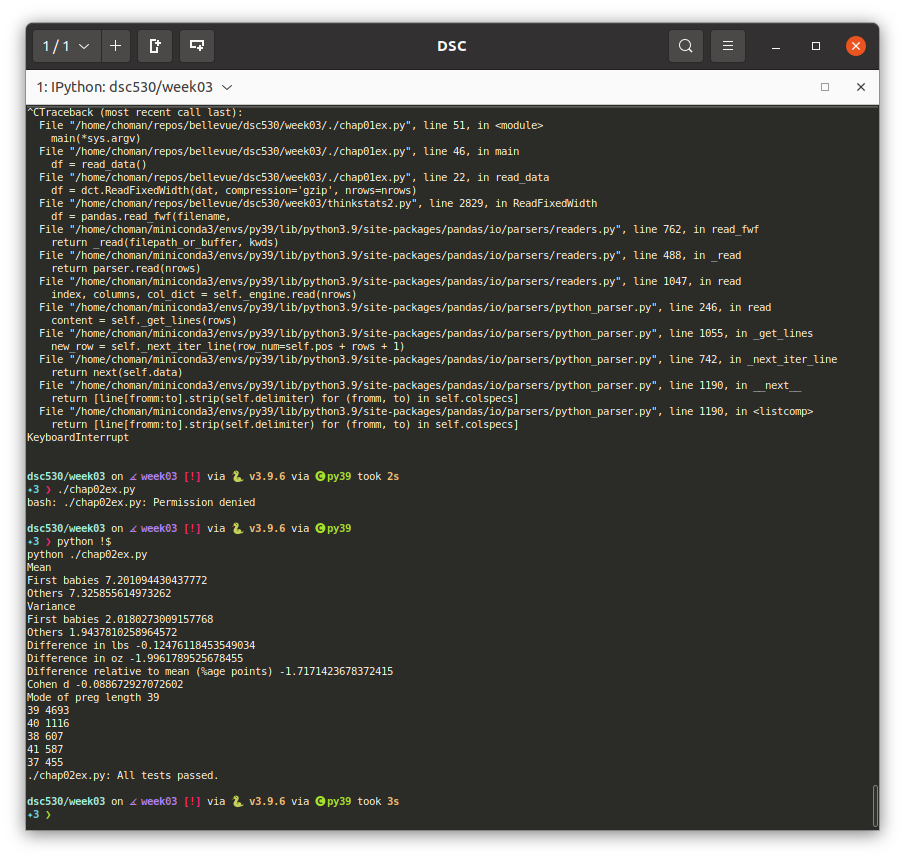 1 / 1
DSC
1: IPython: dsc530/week03
^CTraceback (most recent call last):
  File "/home/choman/repos/bellevue/dsc530/week03/./chap01ex.py", line 51, in <module>
    main(*sys.argv)
  File "/home/choman/repos/bellevue/dsc530/week03/./chap01ex.py", line 46, in main
    df = read_data()
  File "/home/choman/repos/bellevue/dsc530/week03/./chap01ex.py", line 22, in read_data
    df = dct.ReadFixedWidth(dat, compression='gzip', nrows=nrows)
  File "/home/choman/repos/bellevue/dsc530/week03/thinkstats2.py", line 2829, in ReadFixedWidth
    df = pandas.read_fwf(filename,
  File "/home/choman/miniconda3/envs/py39/lib/python3.9/site-packages/pandas/io/parsers/readers.py", line 762, in read_fwf
    return _read(filepath_or_buffer, kwds)
  File "/home/choman/miniconda3/envs/py39/lib/python3.9/site-packages/pandas/io/parsers/readers.py", line 488, in _read
    return parser.read(nrows)
  File "/home/choman/miniconda3/envs/py39/lib/python3.9/site-packages/pandas/io/parsers/readers.py", line 1047, in read
    index, columns, col_dict = self._engine.read(nrows)
  File "/home/choman/miniconda3/envs/py39/lib/python3.9/site-packages/pandas/io/parsers/python_parser.py", line 246, in read
    content = self._get_lines(rows)
  File "/home/choman/miniconda3/envs/py39/lib/python3.9/site-packages/pandas/io/parsers/python_parser.py", line 1055, in _get_lines
    new_row = self._next_iter_line(row_num=self.pos + rows + 1)
  File "/home/choman/miniconda3/envs/py39/lib/python3.9/site-packages/pandas/io/parsers/python_parser.py", line 742, in _next_iter_line
    return next(self.data)
  File "/home/choman/miniconda3/envs/py39/lib/python3.9/site-packages/pandas/io/parsers/python_parser.py", line 1190, in __next__
    return [line[fromm:to].strip(self.delimiter) for (fromm, to) in self.colspecs]
  File "/home/choman/miniconda3/envs/py39/lib/python3.9/site-packages/pandas/io/parsers/python_parser.py", line 1190, in <listcomp>
    return [line[fromm:to].strip(self.delimiter) for (fromm, to) in self.colspecs]
KeyboardInterrupt
dsc530/week03 on week03 [!] via 🐍 v3.9.6 via 🅒 py39 took 2s
✦3 ❯ ./chap02ex.py
bash: ./chap02ex.py: Permission denied
dsc530/week03 on week03 [!] via 🐍 v3.9.6 via 🅒 py39
✦3 ❯ python !$
python ./chap02ex.py
Mean
First babies 7.201094430437772
Others 7.325855614973262
Variance
First babies 2.0180273009157768
Others 1.9437810258964572
Difference in lbs -0.12476118453549034
Difference in oz -1.9961789525678455
Difference relative to mean (%age points) -1.7171423678372415
Cohen d -0.088672927072602
Mode of preg length 39
39 4693
40 1116
38 607
41 587
37 455
./chap02ex.py: All tests passed.
dsc530/week03 on week03 [!] via 🐍 v3.9.6 via 🅒 py39 took 3s
✦3 ❯